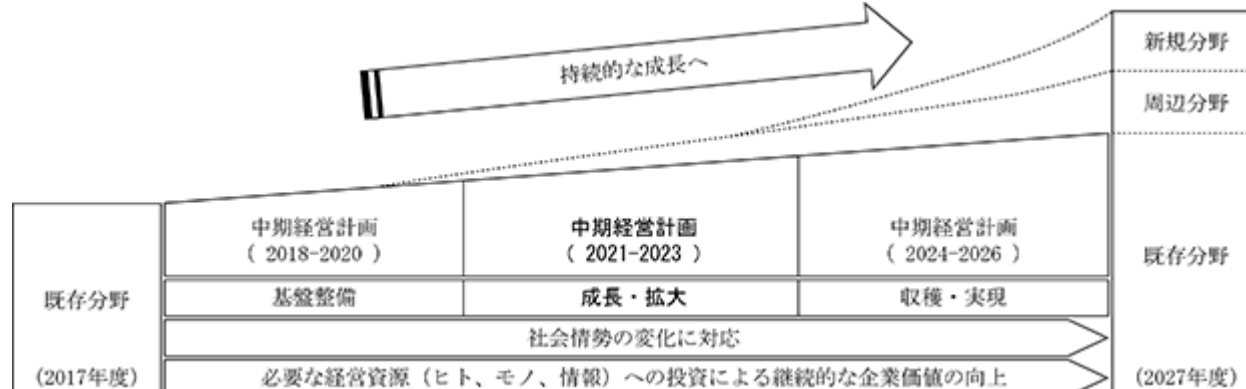 持続的な成長へ
新規分野
周辺分野
既存分野
(2027年度)
既存分野
(2017年度)
中期経営計画
( 2018-2020 )
中期経営計画
( 2021-2023 )
中期経営計画
( 2024-2026 )
基盤整備
成長・拡大
収穫・実現
社会情勢の変化に対応
必要な経営資源（ヒト、モノ、情報）への投資による継続的な企業価値の向上